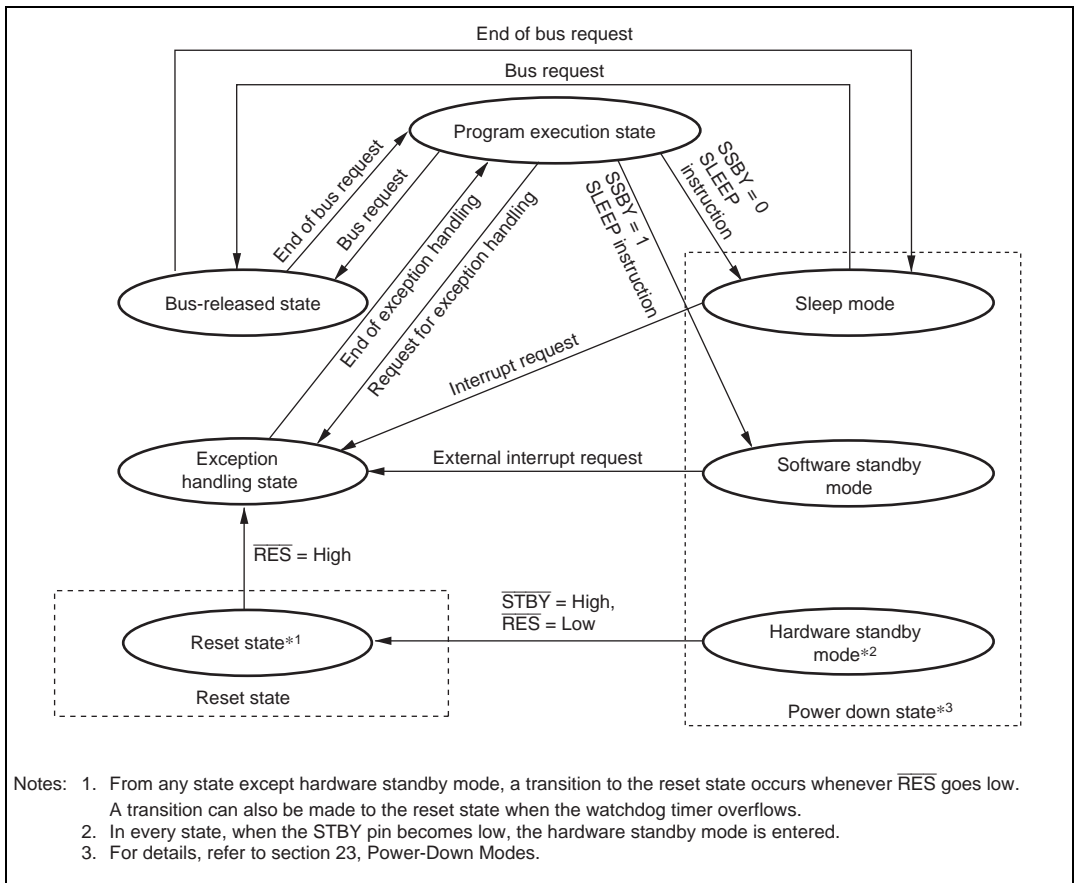 End of bus request
Bus request
Program execution state
End of bus request
Bus request
End of exception handling
Request for exception handling
SSBY = 1
SLEEP instruction
SSBY = 0
SLEEP
instruction
Bus-released state
Sleep mode
Interrupt request
Exception
handling state
External interrupt request
Software standby
mode
R̅E̅S̅ = High
S̅T̅B̅Y̅ = High,
R̅E̅S̅ = Low
Reset state*1
Hardware standby
mode*2
Reset state
Power down state*3
Notes: 1. From any state except hardware standby mode, a transition to the reset state occurs whenever R̅E̅S̅ goes low.
A transition can also be made to the reset state when the watchdog timer overflows.
2. In every state, when the STBY pin becomes low, the hardware standby mode is entered.
3. For details, refer to section 23, Power-Down Modes.